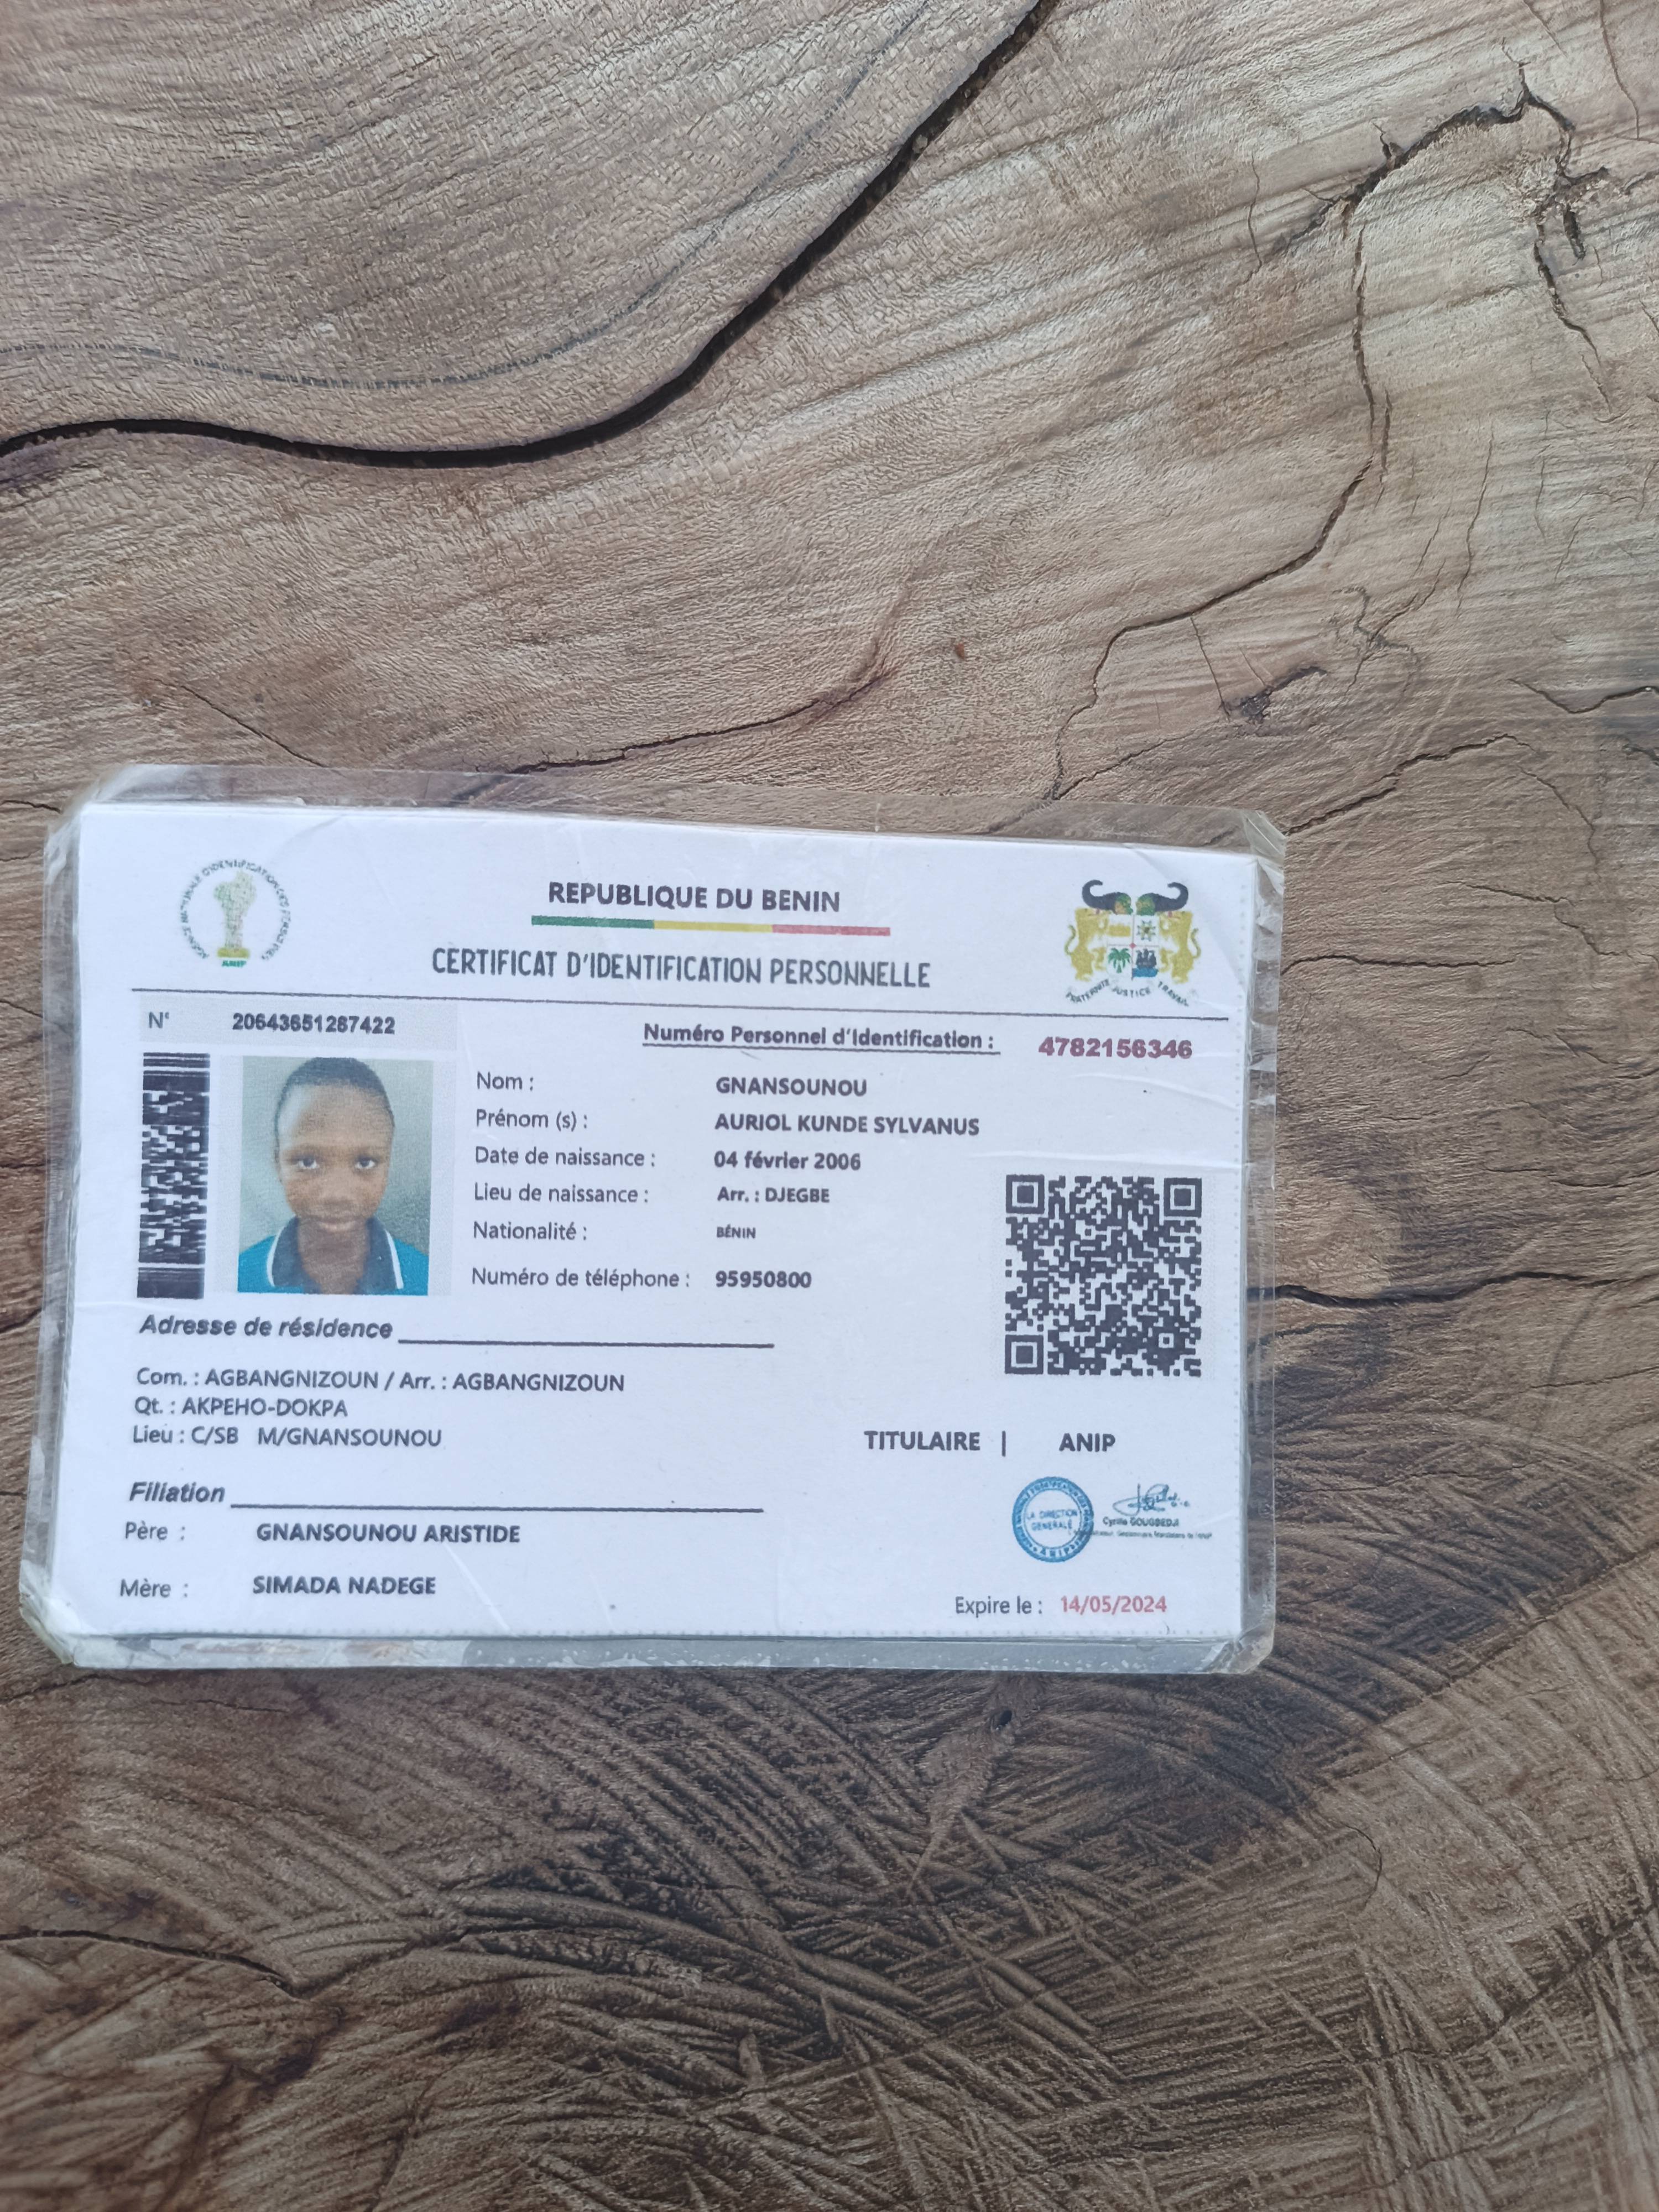 AGENCE NATIONALE D'IDENTIFICATION DES PERSONNES
ANIP
REPUBLIQUE DU BENIN
CERTIFICAT D'IDENTIFICATION PERSONNELLE
FRATERNITE JUSTICE TRAVAIL
N° 20643651287422
Numéro Personnel d'Identification : 4782156346
Nom : GNANSOUNOU
Prénom (s) : AURIOL KUNDE SYLVANUS
Date de naissance : 04 février 2006
Lieu de naissance : Arr. : DJEGBE
Nationalité : BÉNIN
Numéro de téléphone : 95950800
Adresse de résidence
Com. : AGBANGNIZOUN / Arr. : AGBANGNIZOUN
Qt. : AKPEHO-DOKPA
Lieu : C/SB M/GNANSOUNOU
TITULAIRE | ANIP
Filiation
Père : GNANSOUNOU ARISTIDE
Mère : SIMADA NADEGE
LA DIRECTION
GENERALE
ANIP
Cyrille GOUGBEDJI
Expire le : 14/05/2024